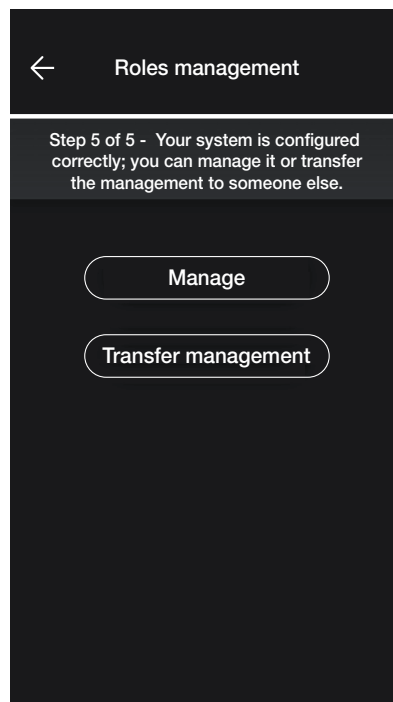 Roles management
Step 5 of 5 - Your system is configured
correctly; you can manage it or transfer
the management to someone else.
Manage
Transfer management